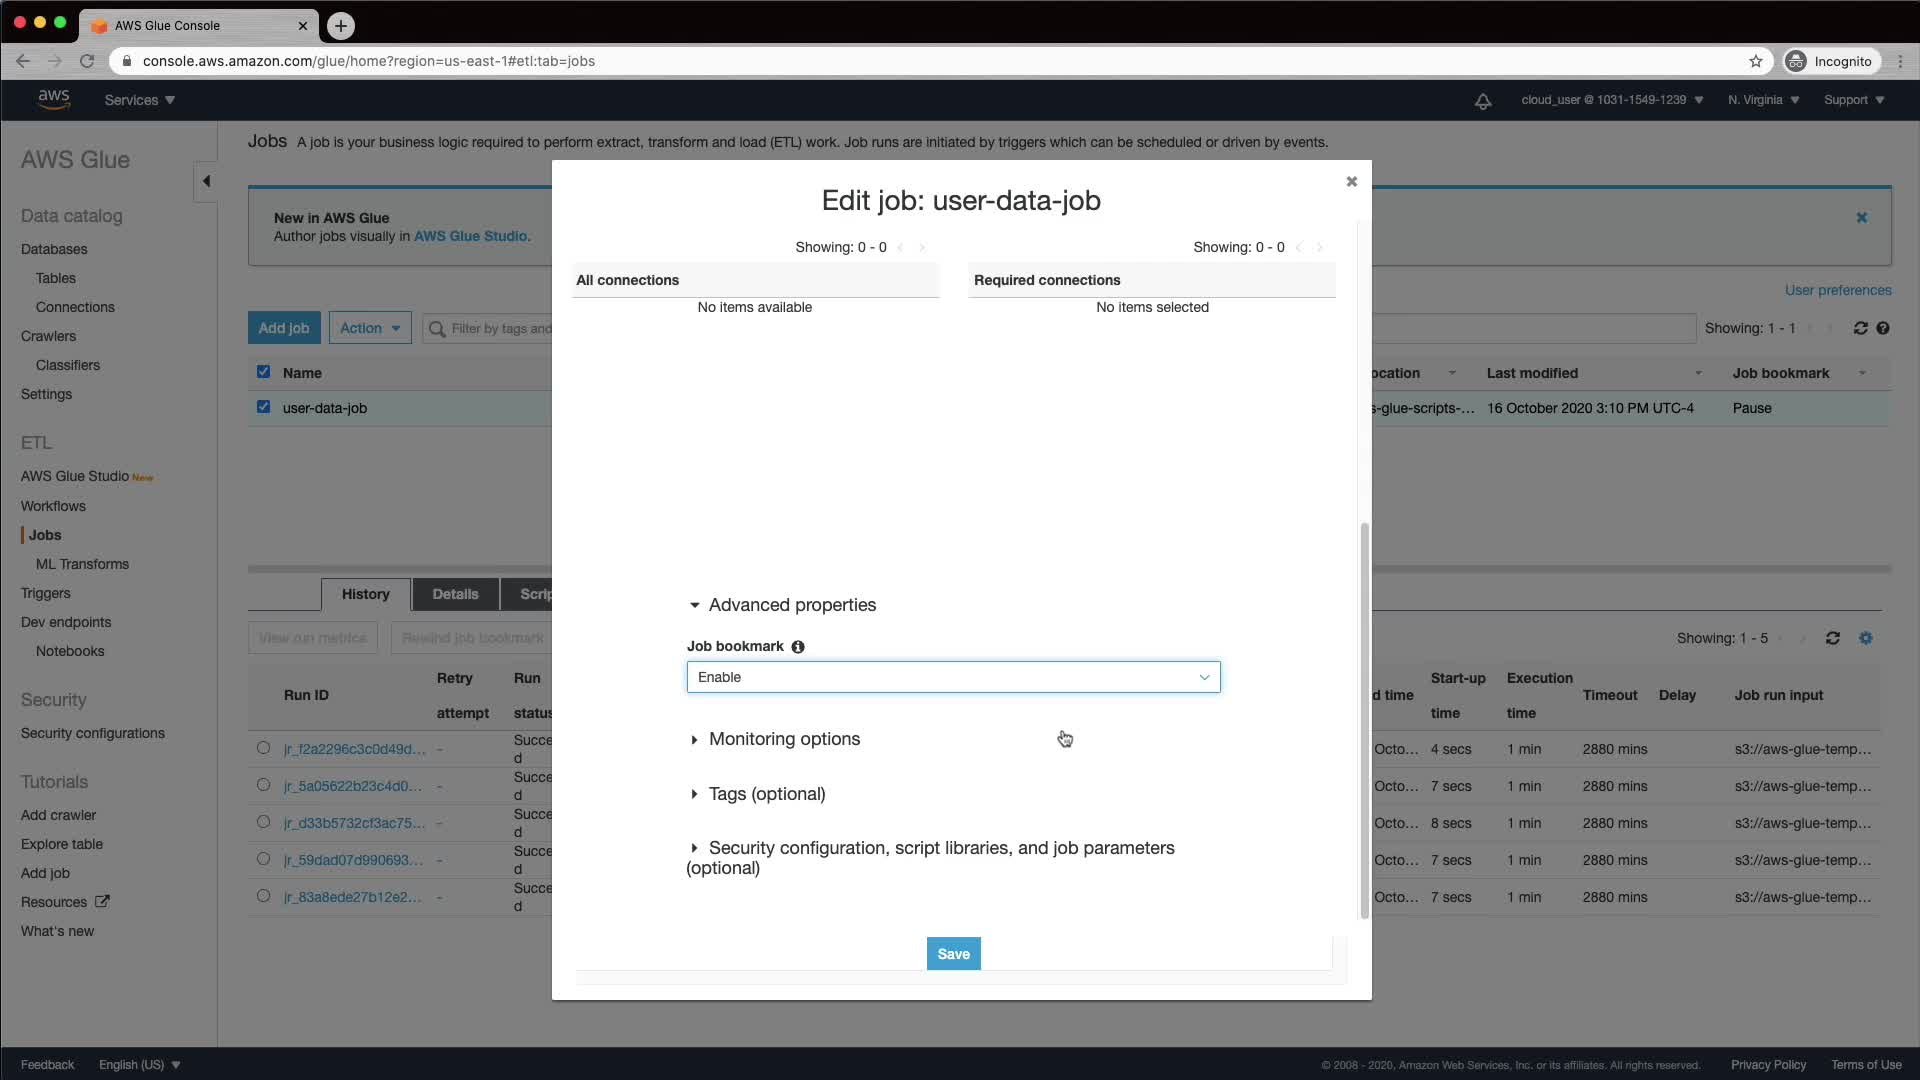 AWS Glue Console
console.aws.amazon.com/glue/home?region=us-east-1#etl:tab=jobs
Incognito
aws
Services
cloud_user @ 1031-1549-1239
N. Virginia
Support
AWS Glue
Data catalog
Databases
Tables
Connections
Crawlers
Classifiers
Settings
ETL
AWS Glue Studio New
Workflows
Jobs
ML Transforms
Triggers
Dev endpoints
Notebooks
Security
Security configurations
Tutorials
Add crawler
Explore table
Add job
Resources
What's new
Jobs A job is your business logic required to perform extract, transform and load (ETL) work. Job runs are initiated by triggers which can be scheduled or driven by events.
New in AWS Glue
Author jobs visually in AWS Glue Studio.
User preferences
Add job
Action
Filter by tags and
Showing: 1 - 1
Name
ocation
Last modified
Job bookmark
user-data-job
s-glue-scripts-...
16 October 2020 3:10 PM UTC-4
Pause
Edit job: user-data-job
Showing: 0 - 0
Showing: 0 - 0
All connections
Required connections
No items available
No items selected
Advanced properties
Job bookmark
Enable
Monitoring options
Tags (optional)
Security configuration, script libraries, and job parameters
(optional)
Save
History
Details
Scrip
View run metrics
Rewind job bookmark
Showing: 1 - 5
Run ID
Retry
attempt
Run
status
d time
Start-up
time
Execution
time
Timeout
Delay
Job run input
jr_f2a2296c3c0d49d... - Succe
d
Octo... 4 secs 1 min 2880 mins s3://aws-glue-temp...
jr_5a05622b23c4d0... - Succe
d
Octo... 7 secs 1 min 2880 mins s3://aws-glue-temp...
jr_d33b5732cf3ac75... - Succe
d
Octo... 8 secs 1 min 2880 mins s3://aws-glue-temp...
jr_59dad07d990693... - Succe
d
Octo... 7 secs 1 min 2880 mins s3://aws-glue-temp...
jr_83a8ede27b12e2... - Succe
d
Octo... 7 secs 1 min 2880 mins s3://aws-glue-temp...
Feedback
English (US)
© 2008 - 2020, Amazon Web Services, Inc. or its affiliates. All rights reserved.
Privacy Policy
Terms of Use